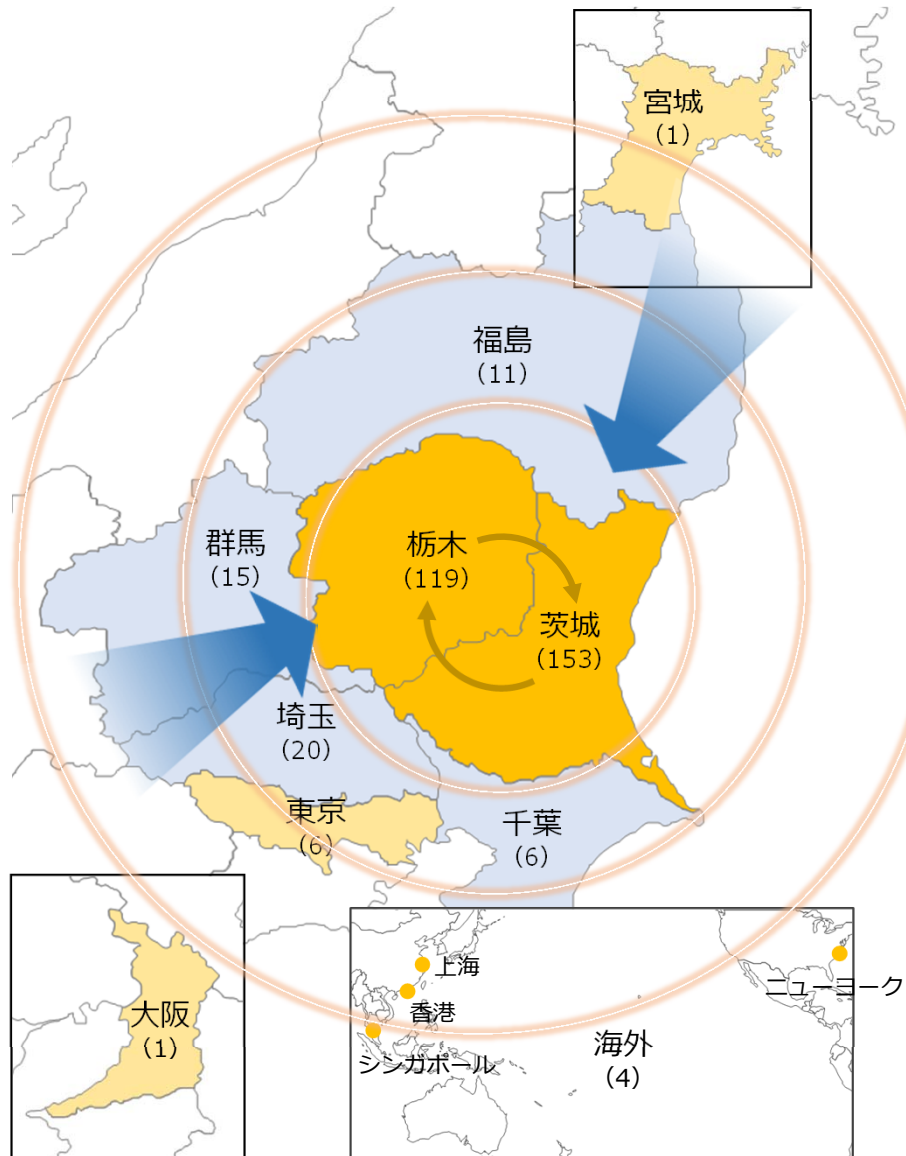 宮城
(1)
福島
(11)
群馬
(15)
栃木
(119)
茨城
(153)
埼玉
(20)
東京
(6)
千葉
(6)
大阪
(1)
上海
香港
シンガポール
ニューヨーク
海外
(4)